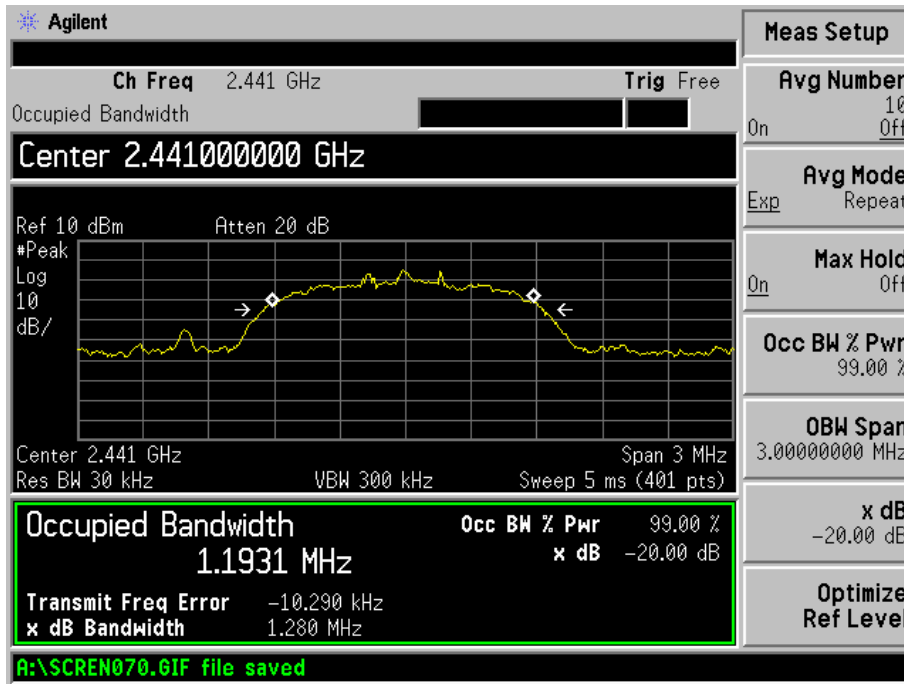 Agilent
Ch Freq 2.441 GHz Trig Free
Occupied Bandwidth
Center 2.441000000 GHz
Ref 10 dBm Atten 20 dB
#Peak
Log
10
dB/
Center 2.441 GHz Span 3 MHz
Res BW 30 kHz VBW 300 kHz Sweep 5 ms (401 pts)
Occupied Bandwidth
1.1931 MHz
Occ BW % Pwr 99.00 %
x dB -20.00 dB
Transmit Freq Error -10.290 kHz
x dB Bandwidth 1.280 MHz
A:\SCREN070.GIF file saved
Meas Setup
Avg Number
10
On Off
Avg Mode
Exp Repeat
Max Hold
On Off
Occ BW % Pwr
99.00 %
OBW Span
3.00000000 MHz
x dB
-20.00 dB
Optimize
Ref Level